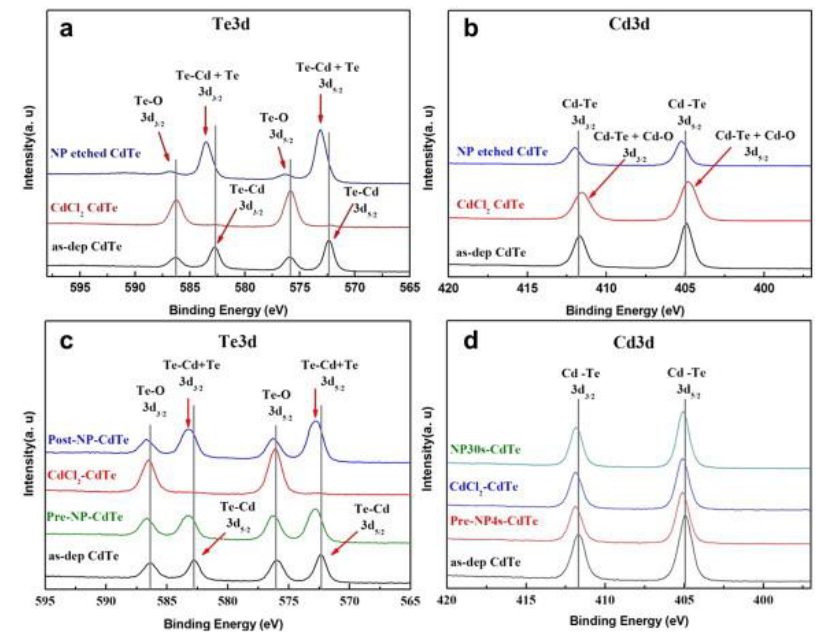 a
Te3d
Te-Cd + Te
3d5/2
Te-Cd + Te
3d3/2
Te-O
3d3/2
Te-O
3d5/2
NP etched CdTe
Te-Cd
3d3/2
Te-Cd
3d5/2
CdCl2 CdTe
as-dep CdTe
Intensity(a. u)
595 590 585 580 575 570 565
Binding Energy (eV)
b
Cd3d
Cd-Te
3d3/2
Cd -Te
3d5/2
Cd-Te + Cd-O
3d3/2
Cd-Te + Cd-O
3d5/2
NP etched CdTe
CdCl2 CdTe
as-dep CdTe
Intensity(a. u)
420 415 410 405 400
Binding Energy (eV)
c
Te3d
Te-Cd+Te
3d3/2
Te-Cd+Te
3d5/2
Te-O
3d3/2
Te-O
3d5/2
Post-NP-CdTe
CdCl2-CdTe
Te-Cd
3d5/2
Te-Cd
3d5/2
Pre-NP-CdTe
as-dep CdTe
Intensity(a. u)
595 590 585 580 575 570 565
Binding Energy (eV)
d
Cd3d
Cd -Te
3d3/2
Cd -Te
3d5/2
NP30s-CdTe
CdCl2-CdTe
Pre-NP4s-CdTe
as-dep CdTe
Intensity(a. u)
420 415 410 405 400
Binding Energy (eV)